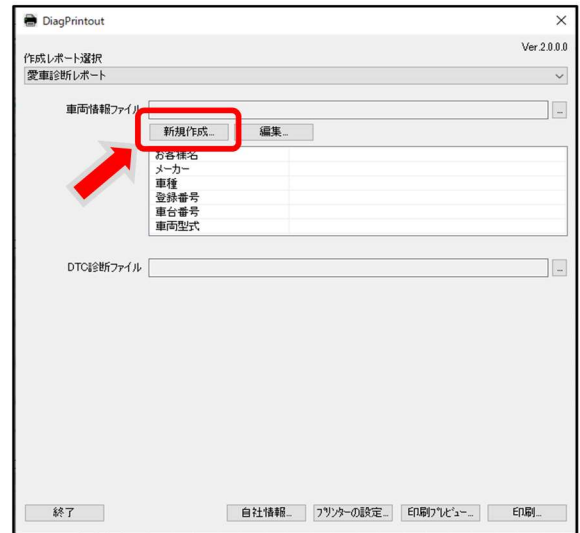 DiagPrintout
Ver.2.0.0.0
作成レポート選択
愛車診断レポート
車両情報ファイル ...
新規作成... 編集...
お客様名
メーカー
車種
登録番号
車台番号
車両型式
DTC診断ファイル ...
終了 自社情報... プリンターの設定... 印刷プレビュー... 印刷...